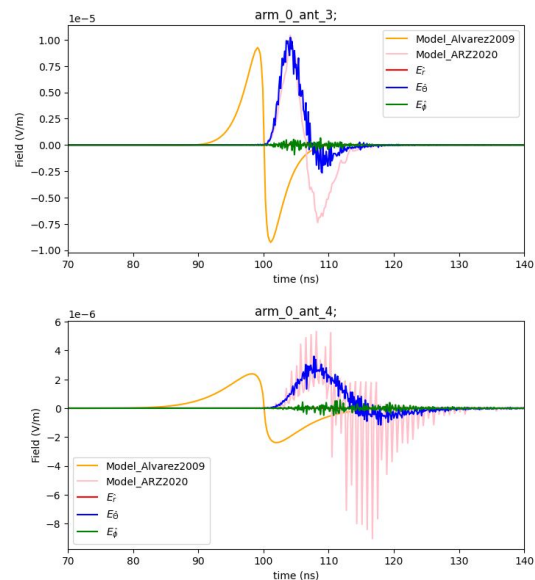 arm_0_ant_3;
1e−5
1.00
0.75
0.50
0.25
0.00
−0.25
−0.50
−0.75
−1.00
Field (V/m)
Model_Alvarez2009
Model_ARZ2020
E_r̂
E_θ̂
E_ϕ̂
70 80 90 100 110 120 130 140
time (ns)
arm_0_ant_4;
1e−6
6
4
2
0
−2
−4
−6
−8
Field (V/m)
Model_Alvarez2009
Model_ARZ2020
E_r̂
E_θ̂
E_ϕ̂
70 80 90 100 110 120 130 140
time (ns)